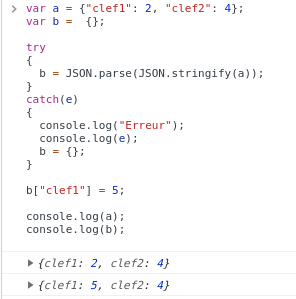 var a = {"clef1": 2, "clef2": 4};
var b =  {};
try
{
  b = JSON.parse(JSON.stringify(a));
}
catch(e)
{
  console.log("Erreur");
  console.log(e);
  b = {};
}
b["clef1"] = 5;
console.log(a);
console.log(b);
{clef1: 2, clef2: 4}
{clef1: 5, clef2: 4}